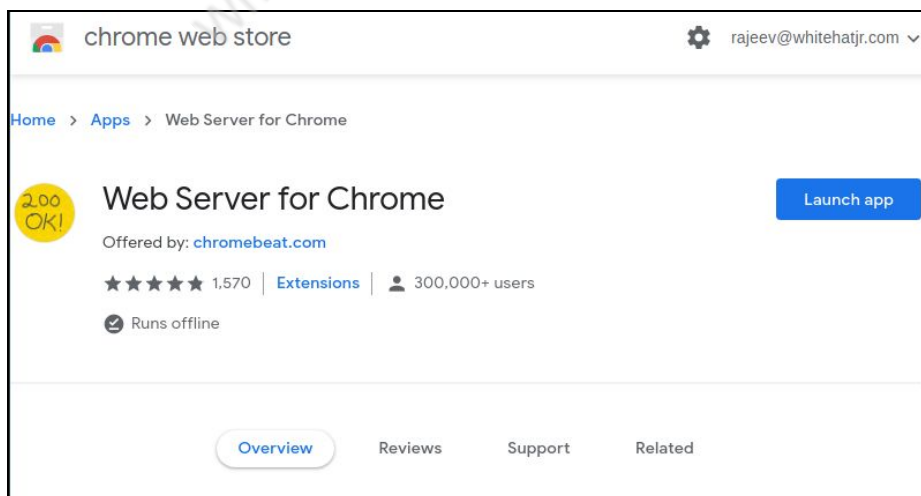 chrome web store
rajeev@whitehatjr.com
Home > Apps > Web Server for Chrome
200
OK!
Web Server for Chrome
Launch app
Offered by: chromebeat.com
1,570 | Extensions | 300,000+ users
Runs offline
Overview Reviews Support Related